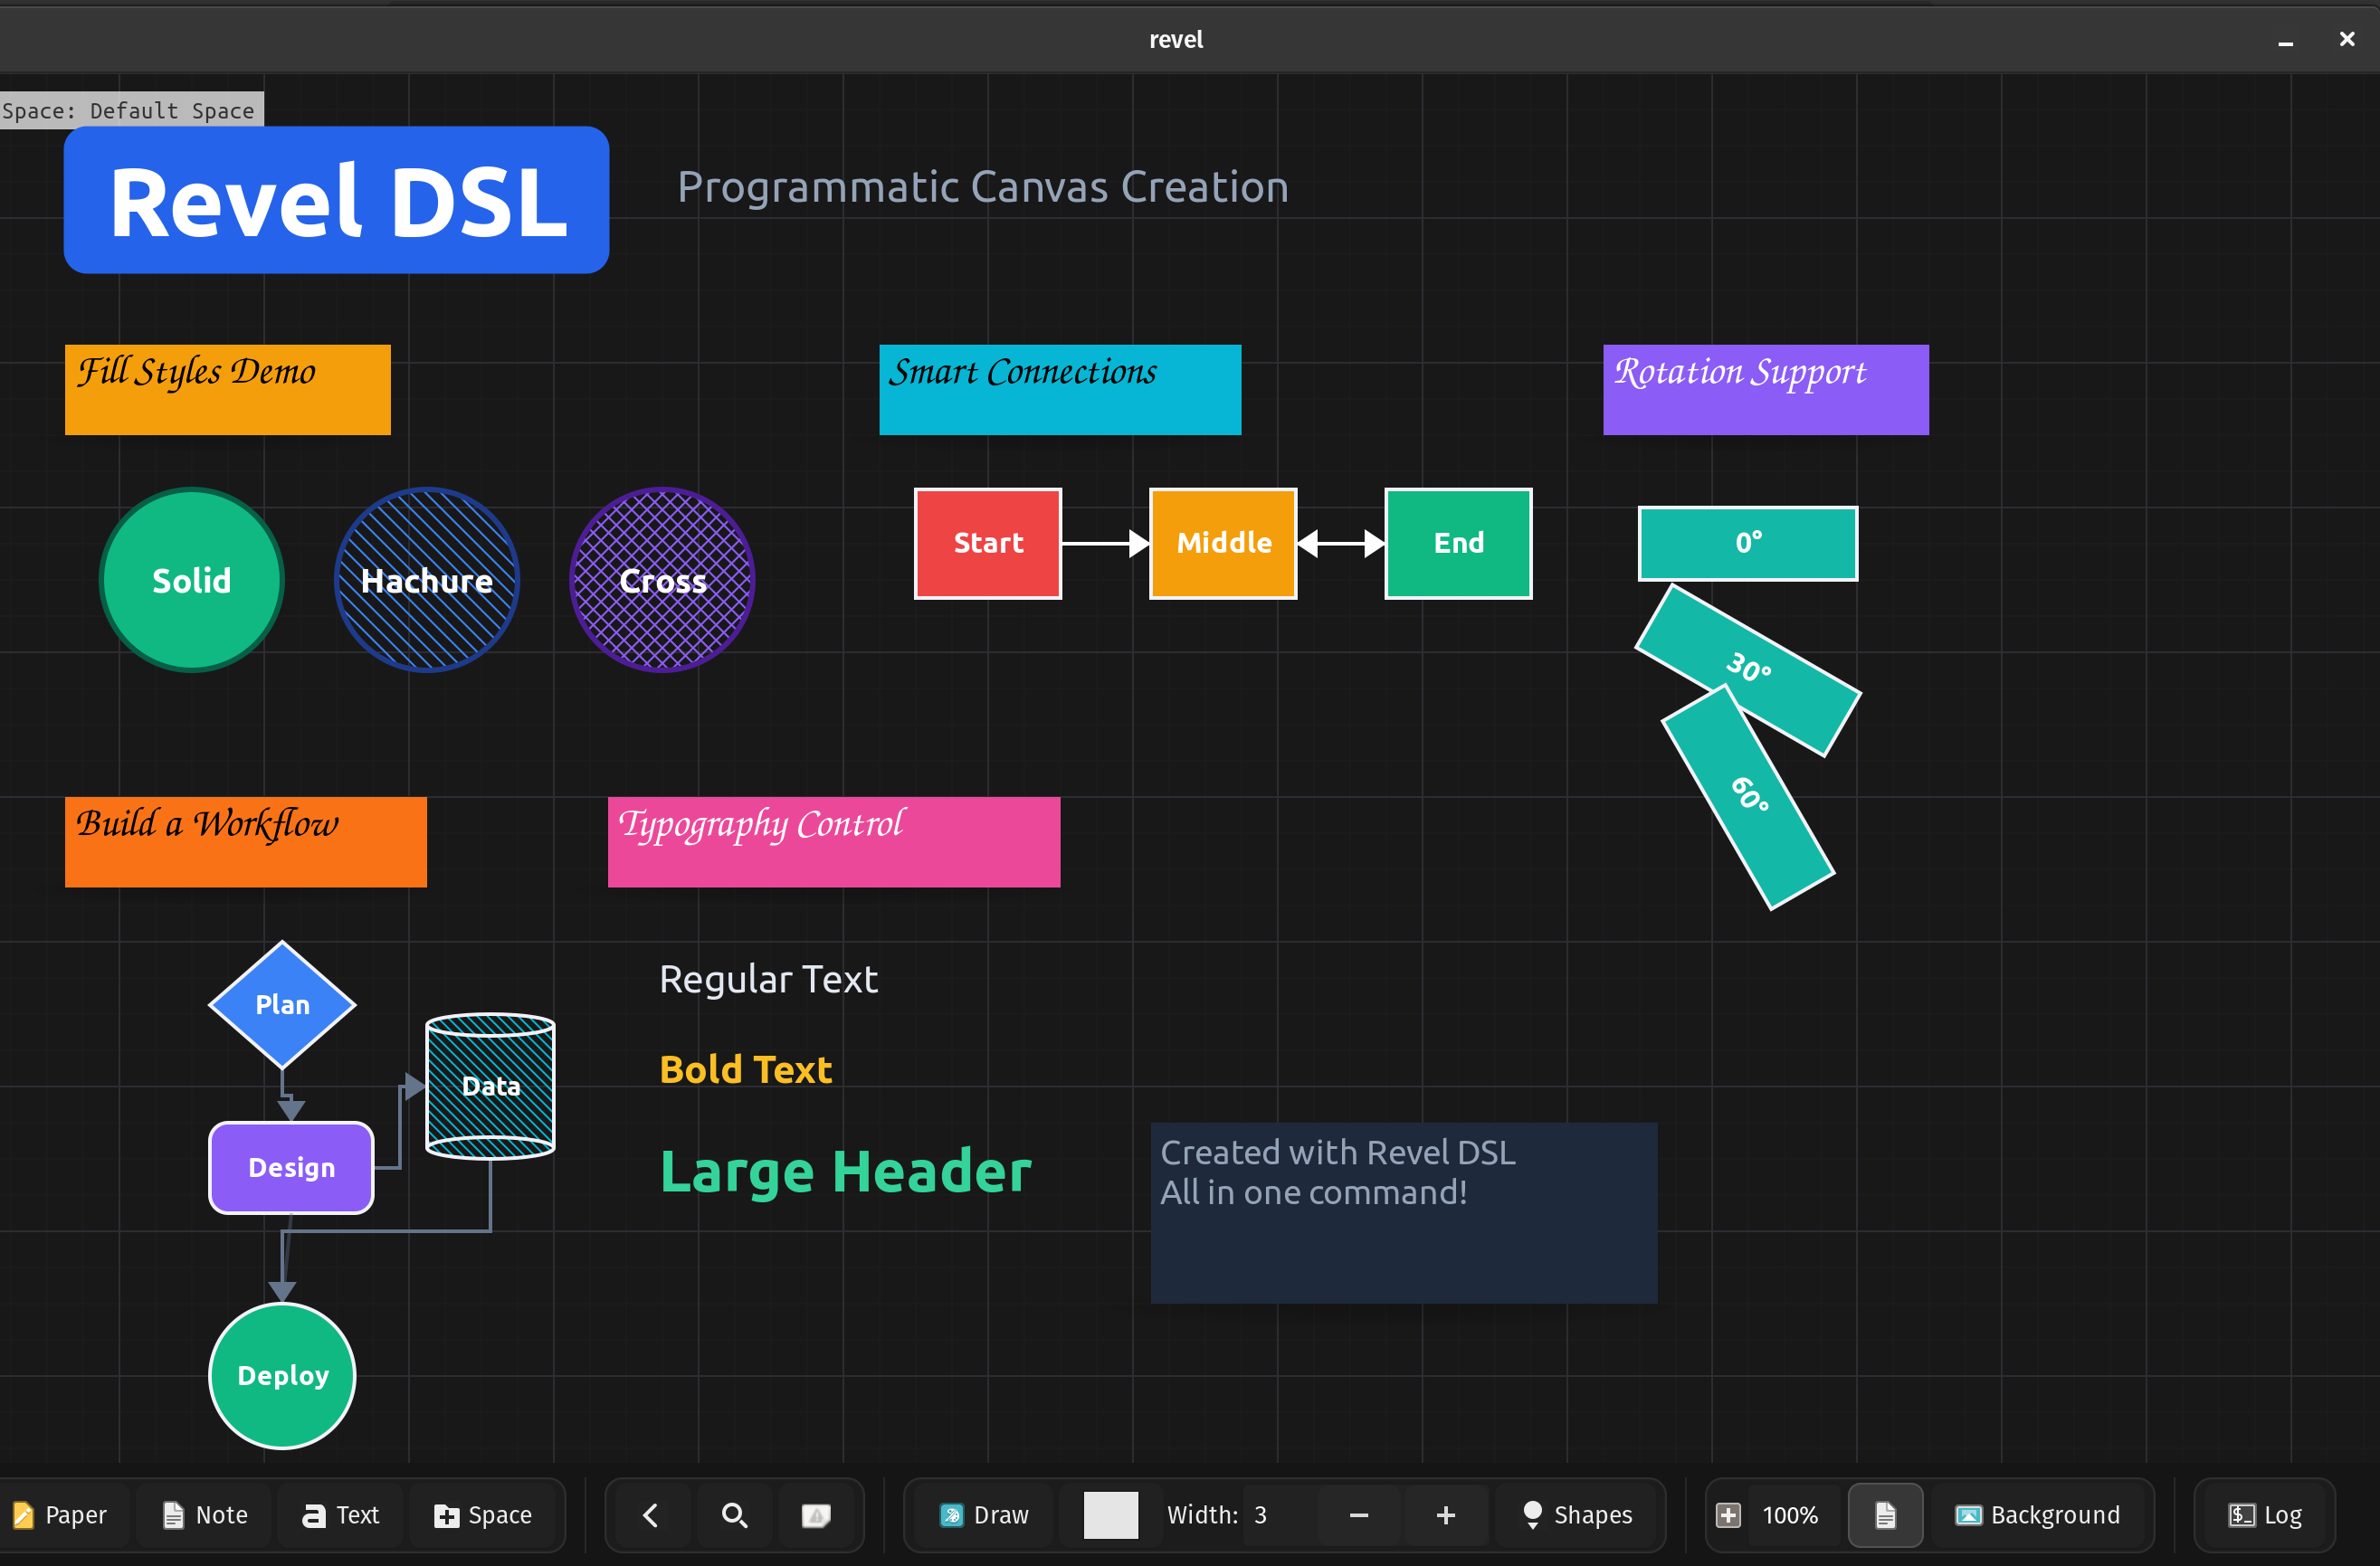 revel
Space: Default Space
Revel DSL
Programmatic Canvas Creation
Fill Styles Demo
Smart Connections
Rotation Support
Solid
Hachure
Cross
Start
Middle
End
0°
30°
60°
Build a Workflow
Typography Control
Plan
Data
Design
Deploy
Regular Text
Bold Text
Large Header
Created with Revel DSL
All in one command!
Paper
Note
Text
Space
Draw
Width: 3
Shapes
100%
Background
Log